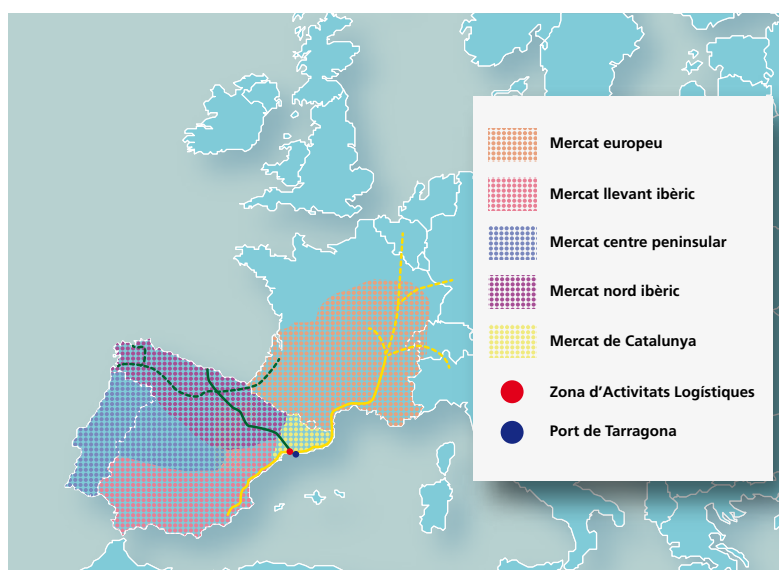 Mercat europeu
Mercat llevant ibèric
Mercat centre peninsular
Mercat nord ibèric
Mercat de Catalunya
Zona d’Activitats Logístiques
Port de Tarragona